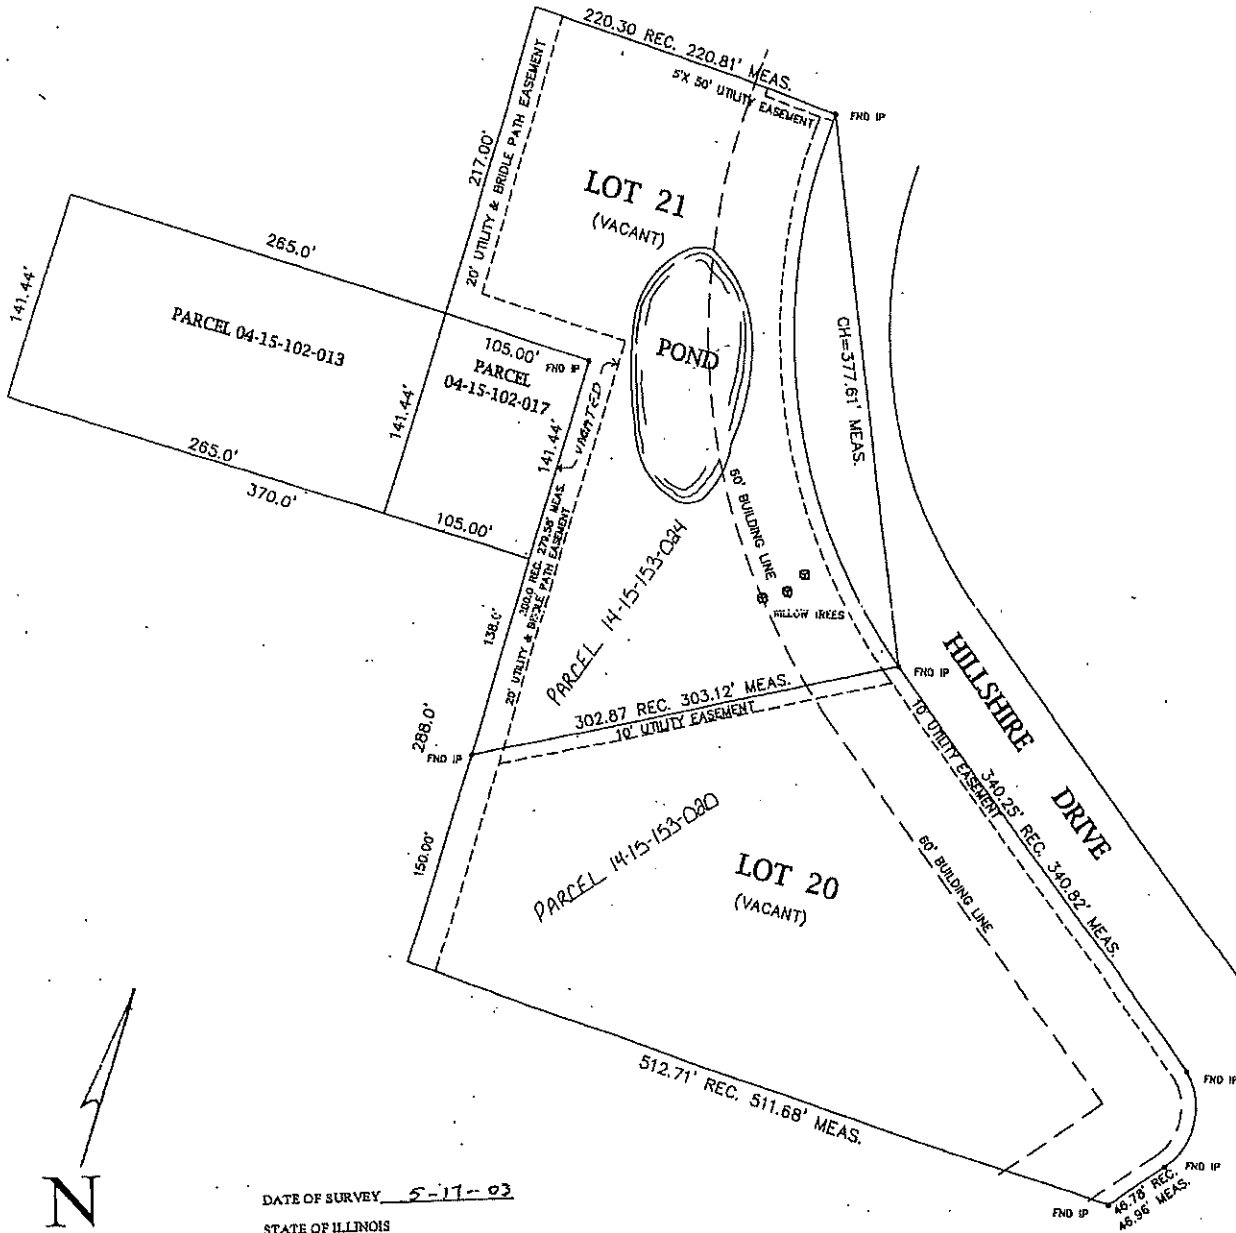 220.30 REC. 220.81' MEAS.
5'X 50' UTILITY EASEMENT
FND IP
20' UTILITY & BRIDLE PATH EASEMENT
217.00'
LOT 21
(VACANT)
265.0'
141.44'
PARCEL 04-15-102-013
105.00'
FND IP
PARCEL
04-15-102-017
POND
CH=377.61' MEAS.
VACATED
141.44'
141.44'
265.0'
370.0'
105.00'
300.0 REC. 279.58' MEAS.
20' UTILITY & BRIDLE PATH EASEMENT
60' BUILDING LINE
PARCEL 14-15-153-024
WILLOW TREES
138.0'
288.0'
FND IP
302.87 REC. 303.12' MEAS.
10' UTILITY EASEMENT
FND IP
HILLSHIRE DRIVE
10' UTILITY EASEMENT
340.25' REC. 340.82' MEAS.
150.00'
PARCEL 14-15-153-020
LOT 20
(VACANT)
60' BUILDING LINE
512.71' REC. 511.68' MEAS.
FND IP
FND IP
FND IP
46.78' REC.
46.96' MEAS.
N
DATE OF SURVEY 5-17-03
STATE OF ILLINOIS